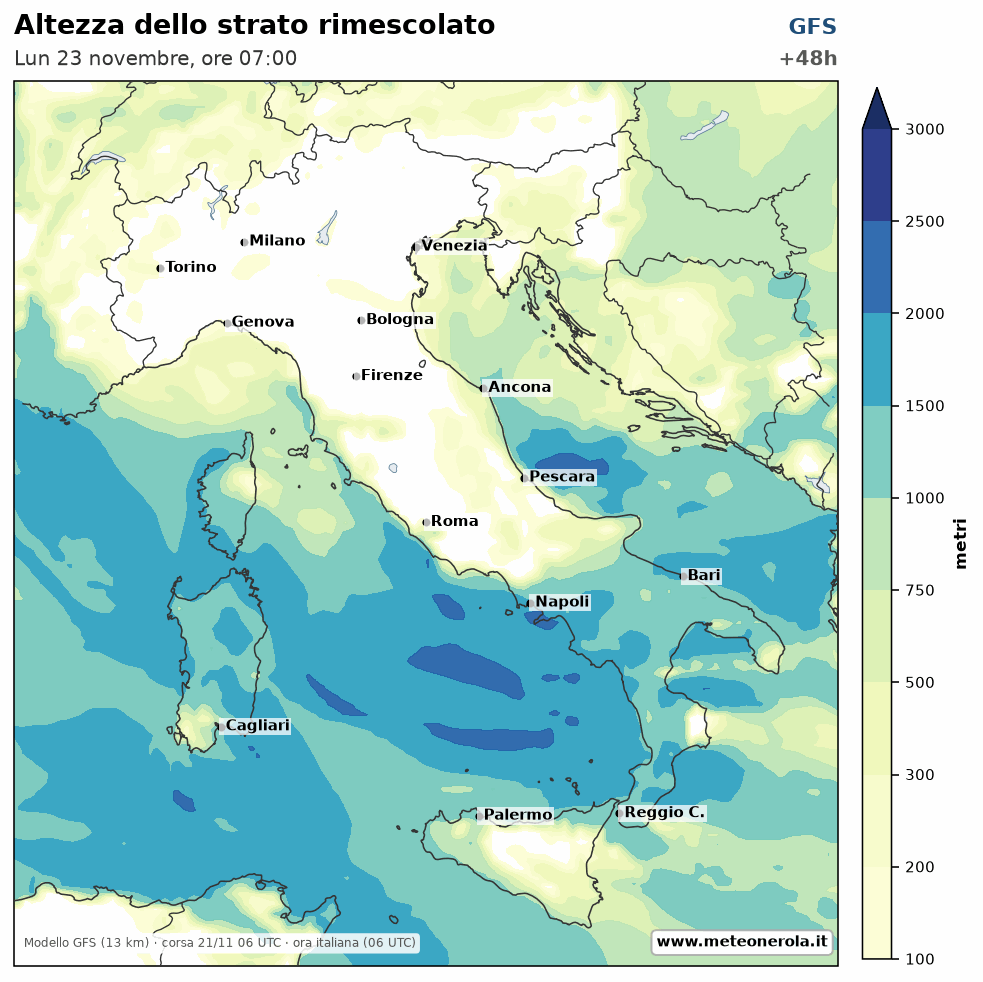 Altezza dello strato rimescolato
GFS
Lun 23 novembre, ore 07:00
+48h
3000
2500
2000
1500
1000
750
500
300
200
100
metri
Milano
Venezia
Torino
Genova
Bologna
Firenze
Ancona
Pescara
Roma
Bari
Napoli
Cagliari
Palermo
Reggio C.
Modello GFS (13 km) · corsa 21/11 06 UTC · ora italiana (06 UTC)
www.meteonerola.it